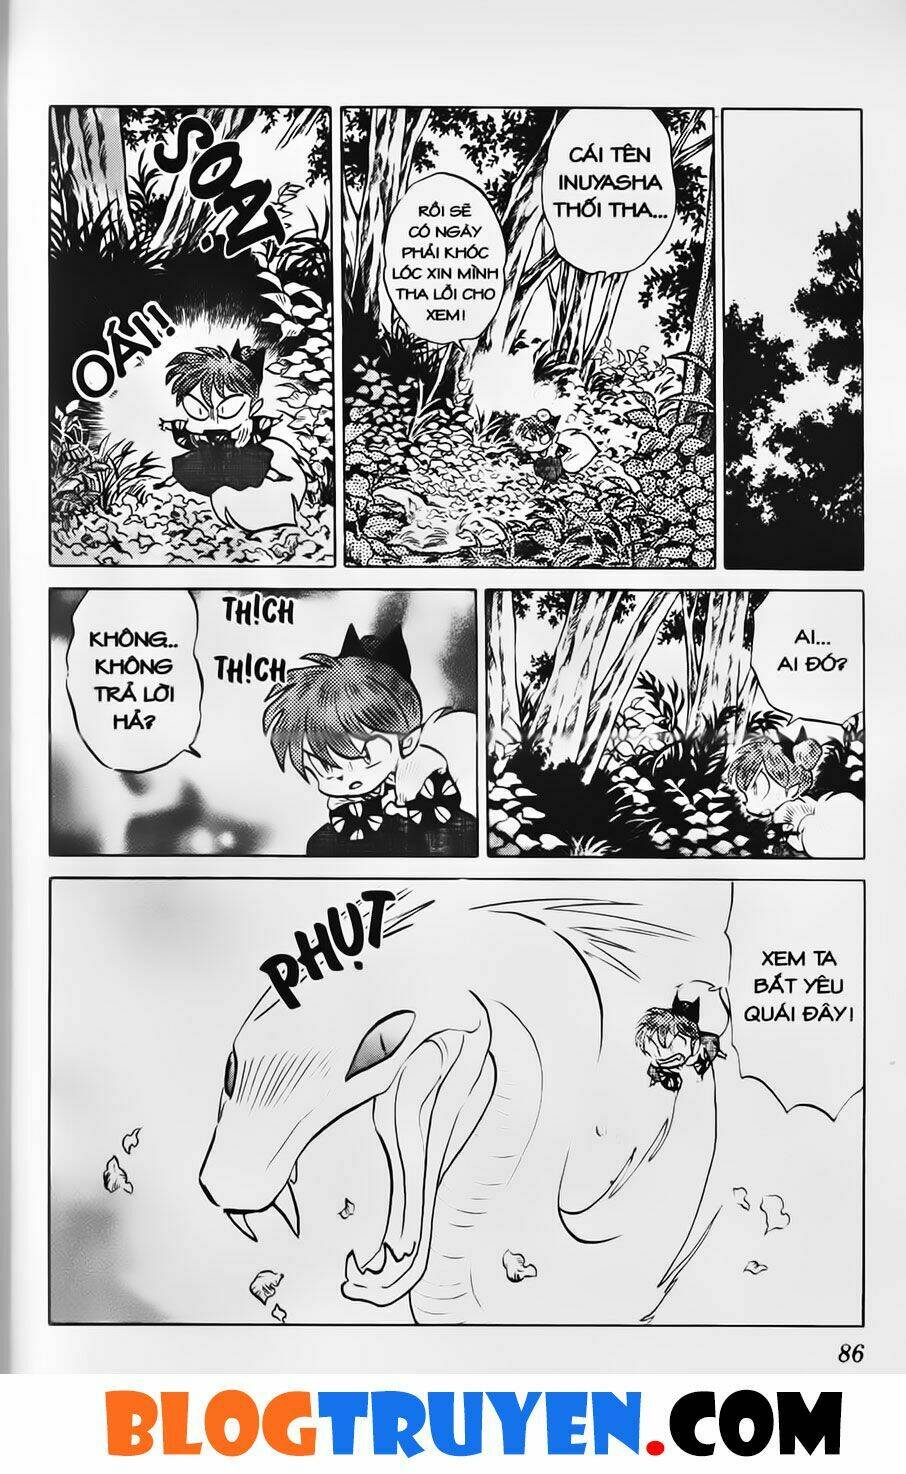 CÁI TÊN
INUYASHA
THỐI THA...
RỒI SẼ
CÓ NGÀY
PHẢI KHÓC
LÓC XIN MÌNH
THA LỖI CHO
XEM!
SOẠT
OÁI!!
AI...
AI ĐÓ?
THỊCH
THỊCH
KHÔNG...
KHÔNG
TRẢ LỜI
HẢ?
XEM TA
BẮT YÊU
QUÁI ĐÂY!
PHỤT
86
BLOGTRUYEN.COM